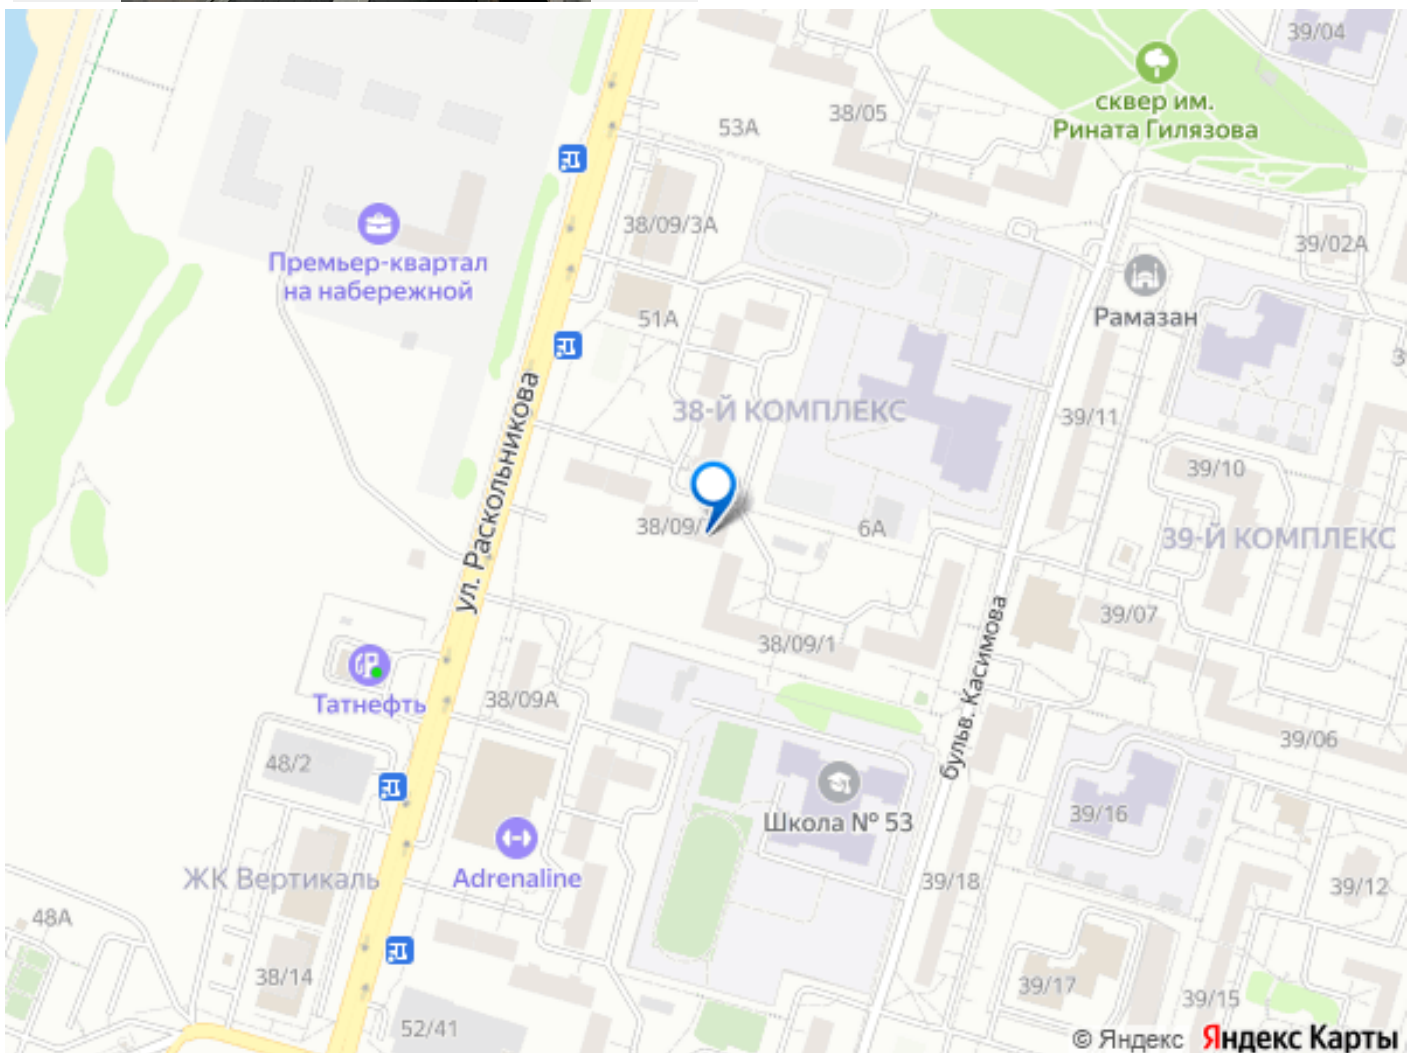 39/04
сквер им.
Рината Гилязова
38/05
53А
38/09/3А
39/02А
Премьер-квартал
на набережной
51А
Рамазан
ул. Раскольникова
38-Й КОМПЛЕКС
39/11
39/10
38/09/
6А
39-Й КОМПЛЕКС
бульв. Касимова
39/07
38/09/1
Татнефть
38/09А
39/06
48/2
Школа № 53
39/16
ЖК Вертикаль
Adrenaline
39/18
39/12
48А
38/14
39/17
39/15
52/41
© Яндекс Яндекс Карты